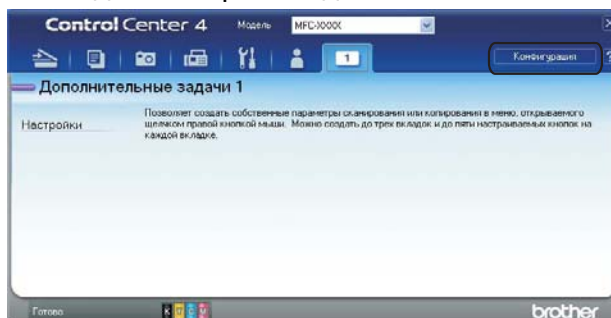 Control Center 4 Модель MFC-XXXX
1 Конфигурация ?
Дополнительные задачи 1
Настройки
Позволяет создать собственные параметры сканирования или копирования в меню, открываемого
щелчком правой кнопкой мыши. Можно создать до трех вкладок и до пяти настраиваемых кнопок на
каждой вкладке.
Готово K Y C M brother